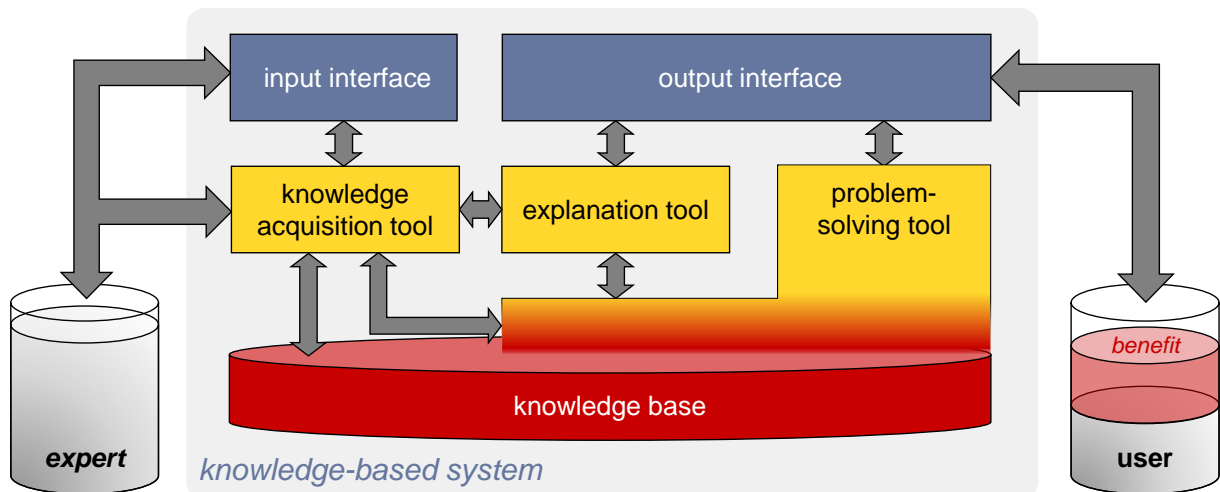 input interface
output interface
knowledge
acquisition tool
explanation tool
problem-
solving tool
benefit
knowledge base
expert
user
knowledge-based system